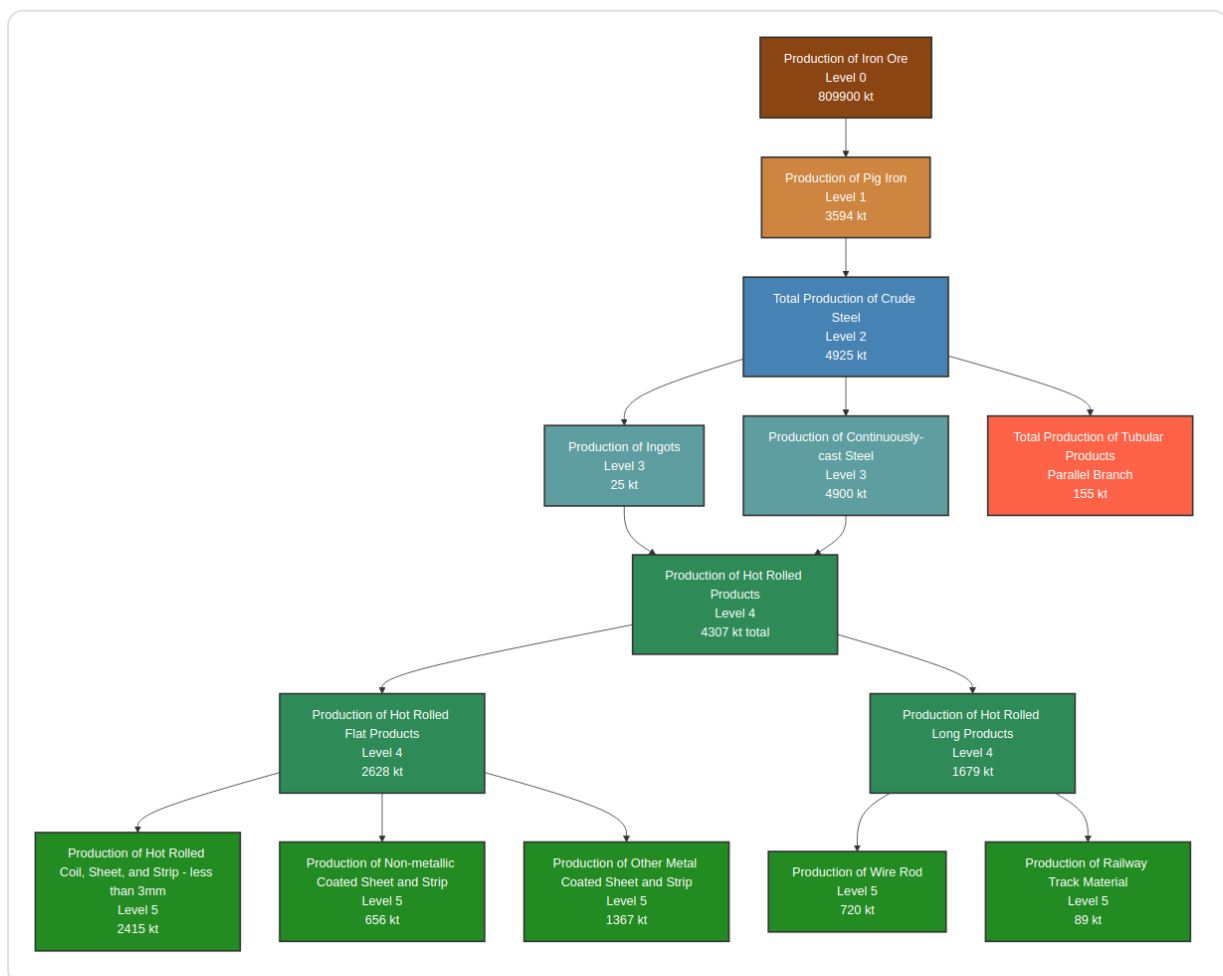 Production of Iron Ore
Level 0
809900 kt
Production of Pig Iron
Level 1
3594 kt
Total Production of Crude
Steel
Level 2
4925 kt
Production of Ingots
Level 3
25 kt
Production of Continuously-
cast Steel
Level 3
4900 kt
Total Production of Tubular
Products
Parallel Branch
155 kt
Production of Hot Rolled
Products
Level 4
4307 kt total
Production of Hot Rolled
Flat Products
Level 4
2628 kt
Production of Hot Rolled
Long Products
Level 4
1679 kt
Production of Hot Rolled
Coil, Sheet, and Strip - less
than 3mm
Level 5
2415 kt
Production of Non-metallic
Coated Sheet and Strip
Level 5
656 kt
Production of Other Metal
Coated Sheet and Strip
Level 5
1367 kt
Production of Wire Rod
Level 5
720 kt
Production of Railway
Track Material
Level 5
89 kt